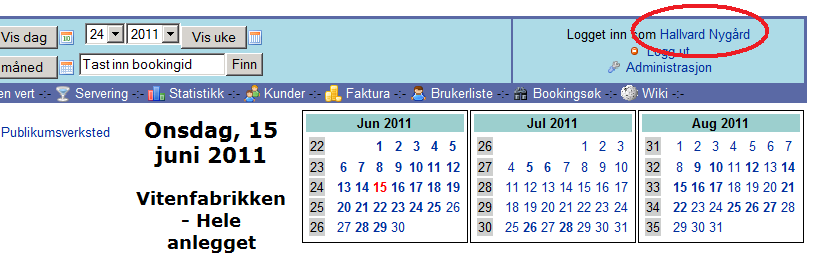 Vis dag 24 2011 Vis uke
måned Tast inn bookingid Finn
Logget inn som Hallvard Nygård
Logg ut
Administrasjon
en vert -:- Servering -:- Statistikk -:- Kunder -:- Faktura -:- Brukerliste -:- Bookingsøk -:- Wiki -:-
Publikumsverksted
Onsdag, 15
juni 2011
Vitenfabrikken
- Hele
anlegget
Jun 2011
22 1 2 3 4 5
23 6 7 8 9 10 11 12
24 13 14 15 16 17 18 19
25 20 21 22 23 24 25 26
26 27 28 29 30
Jul 2011
26 1 2 3
27 4 5 6 7 8 9 10
28 11 12 13 14 15 16 17
29 18 19 20 21 22 23 24
30 25 26 27 28 29 30 31
Aug 2011
31 1 2 3 4 5 6 7
32 8 9 10 11 12 13 14
33 15 16 17 18 19 20 21
34 22 23 24 25 26 27 28
35 29 30 31